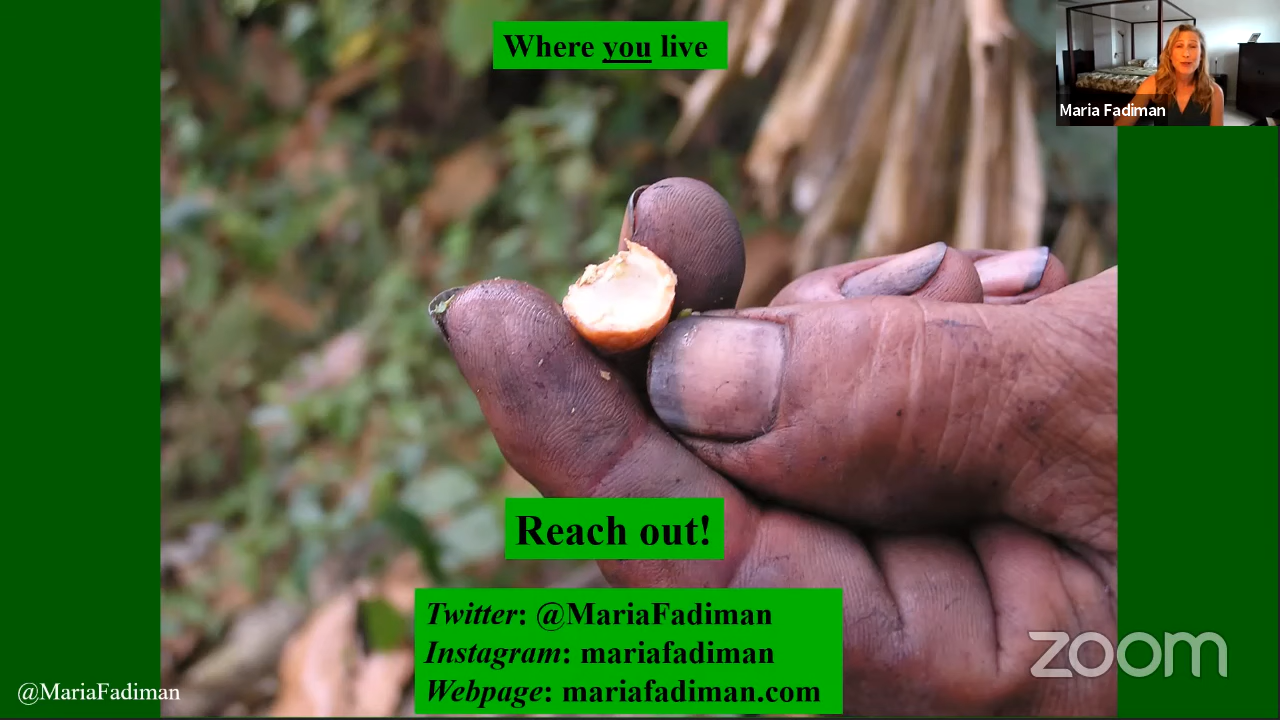 Where you live
Maria Fadiman
Reach out!
Twitter: @MariaFadiman
Instagram: mariafadiman
Webpage: mariafadiman.com
zoom
@MariaFadiman